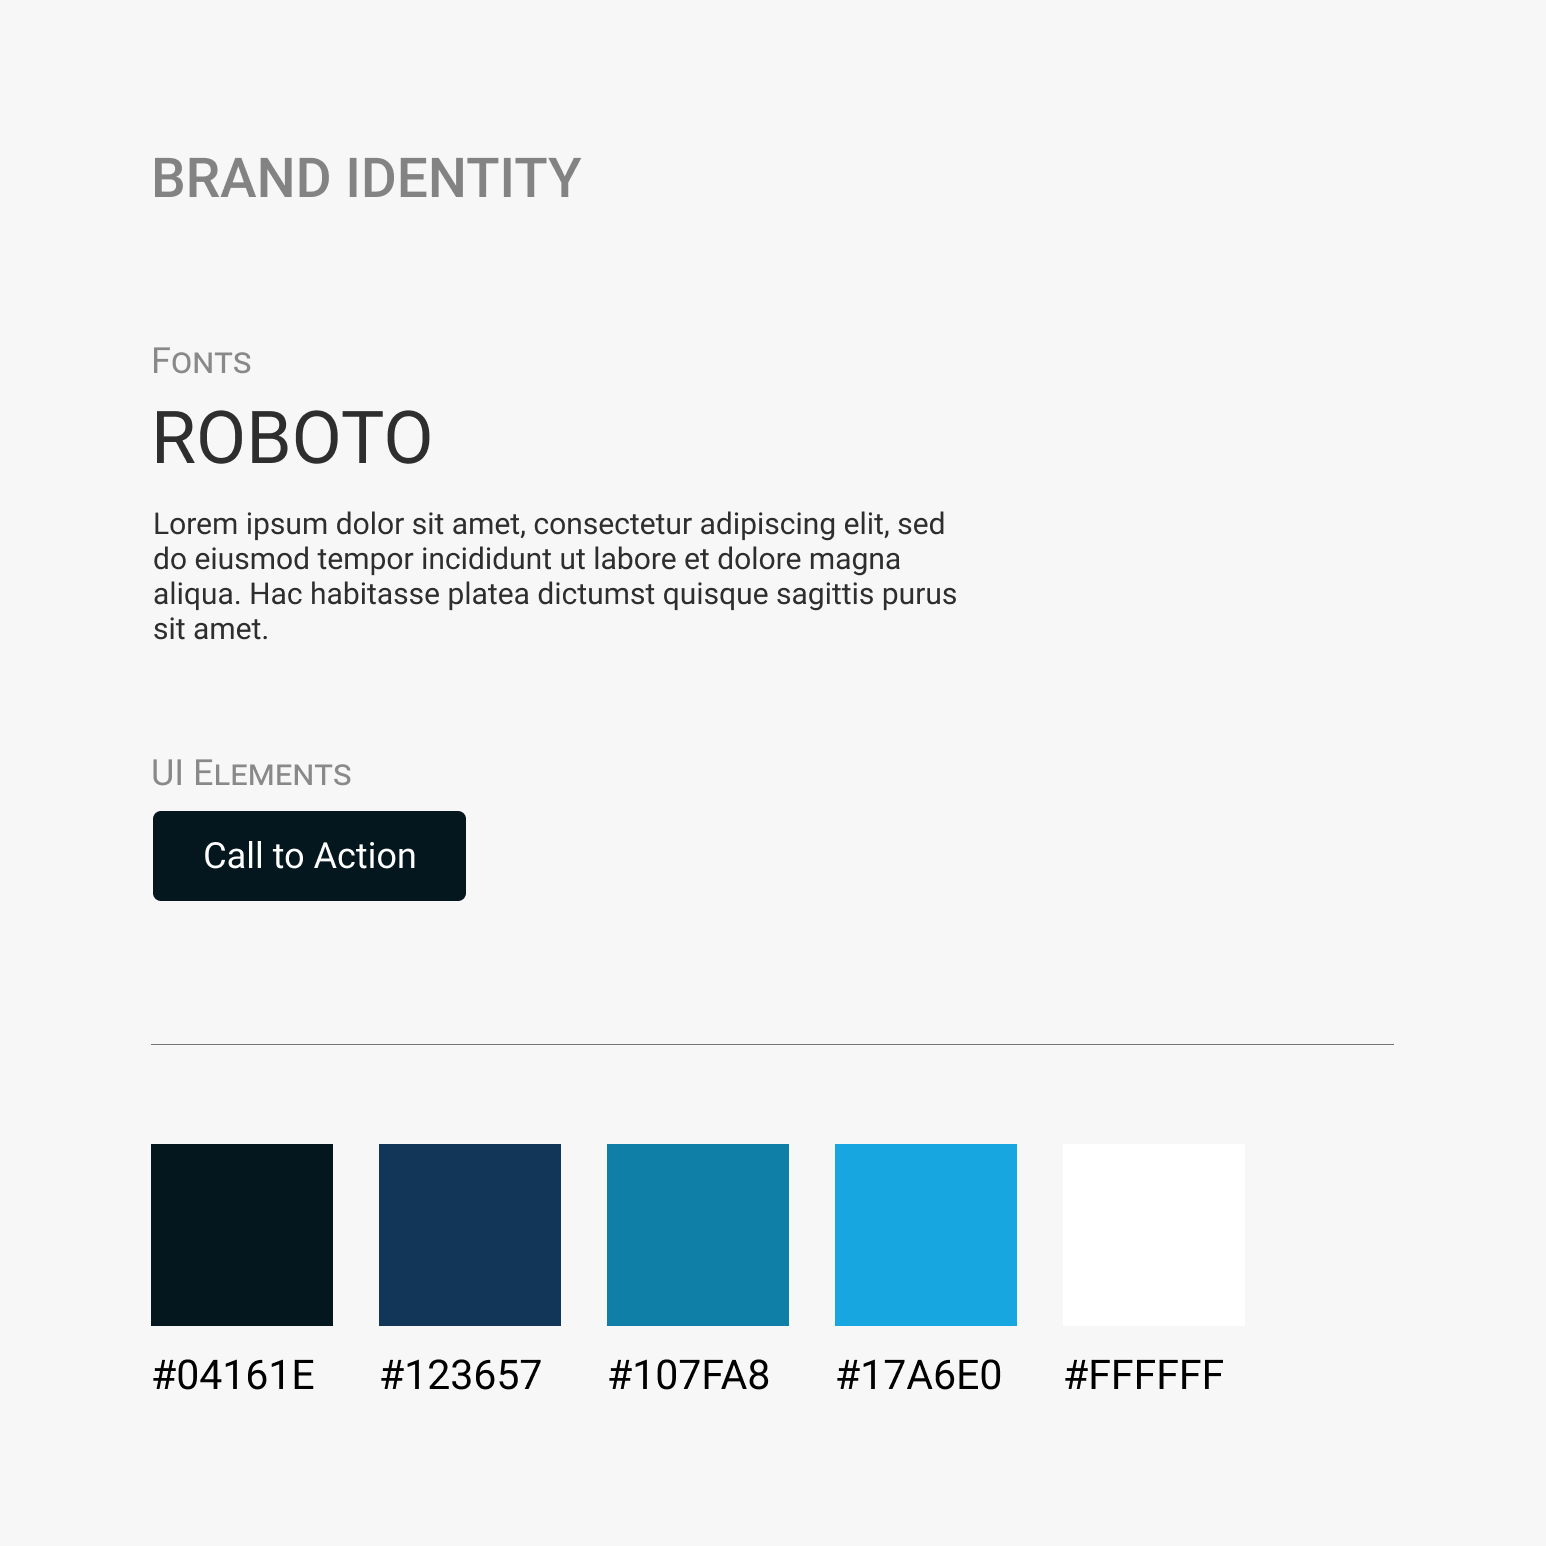 BRAND IDENTITY
Fonts
ROBOTO
Lorem ipsum dolor sit amet, consectetur adipiscing elit, sed
do eiusmod tempor incididunt ut labore et dolore magna
aliqua. Hac habitasse platea dictumst quisque sagittis purus
sit amet.
UI Elements
Call to Action
#04161E #123657 #107FA8 #17A6E0 #FFFFFF